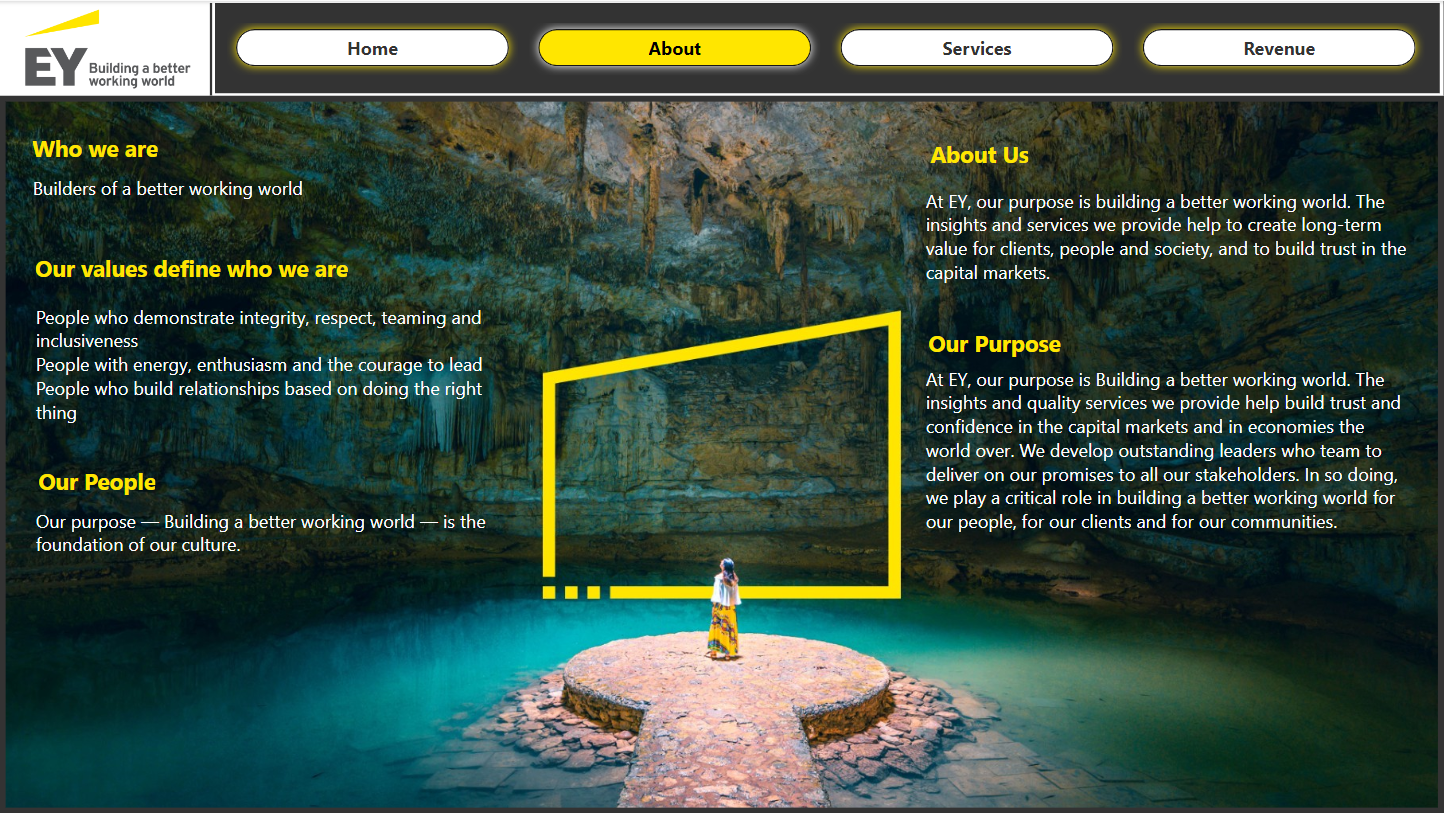 EY Building a better
working world
Home
About
Services
Revenue
Who we are
Builders of a better working world
Our values define who we are
People who demonstrate integrity, respect, teaming and
inclusiveness
People with energy, enthusiasm and the courage to lead
People who build relationships based on doing the right
thing
Our People
Our purpose — Building a better working world — is the
foundation of our culture.
About Us
At EY, our purpose is building a better working world. The
insights and services we provide help to create long-term
value for clients, people and society, and to build trust in the
capital markets.
Our Purpose
At EY, our purpose is Building a better working world. The
insights and quality services we provide help build trust and
confidence in the capital markets and in economies the
world over. We develop outstanding leaders who team to
deliver on our promises to all our stakeholders. In so doing,
we play a critical role in building a better working world for
our people, for our clients and for our communities.